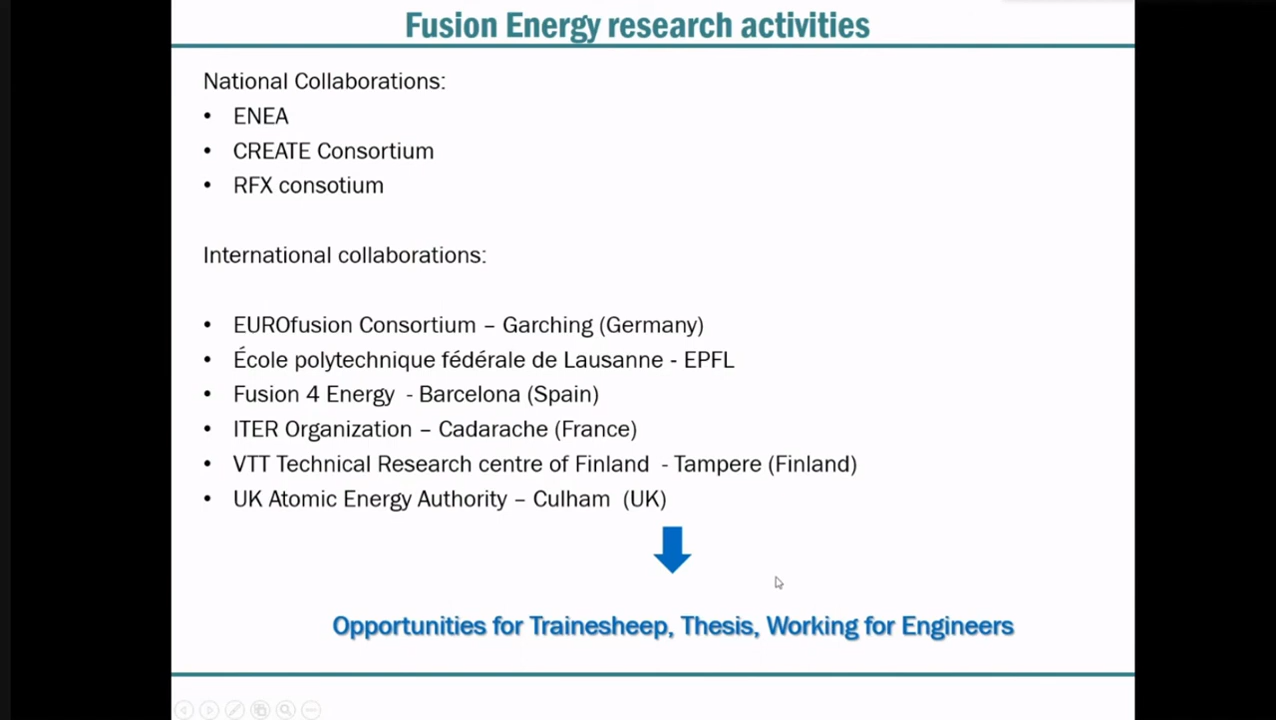 Fusion Energy research activities
National Collaborations:
• ENEA
• CREATE Consortium
• RFX consotium
International collaborations:
• EUROfusion Consortium – Garching (Germany)
• École polytechnique fédérale de Lausanne - EPFL
• Fusion 4 Energy - Barcelona (Spain)
• ITER Organization – Cadarache (France)
• VTT Technical Research centre of Finland - Tampere (Finland)
• UK Atomic Energy Authority – Culham (UK)
Opportunities for Trainesheep, Thesis, Working for Engineers